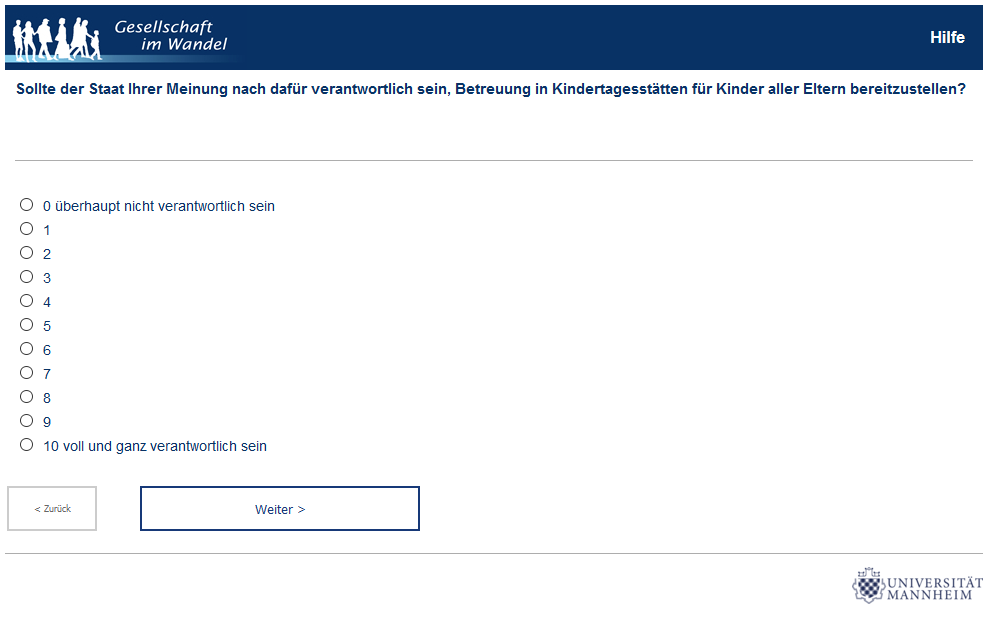 Gesellschaft
im Wandel
Hilfe
Sollte der Staat Ihrer Meinung nach dafür verantwortlich sein, Betreuung in Kindertagesstätten für Kinder aller Eltern bereitzustellen?
0 überhaupt nicht verantwortlich sein
1
2
3
4
5
6
7
8
9
10 voll und ganz verantwortlich sein
< Zurück
Weiter >
UNIVERSITÄT
MANNHEIM